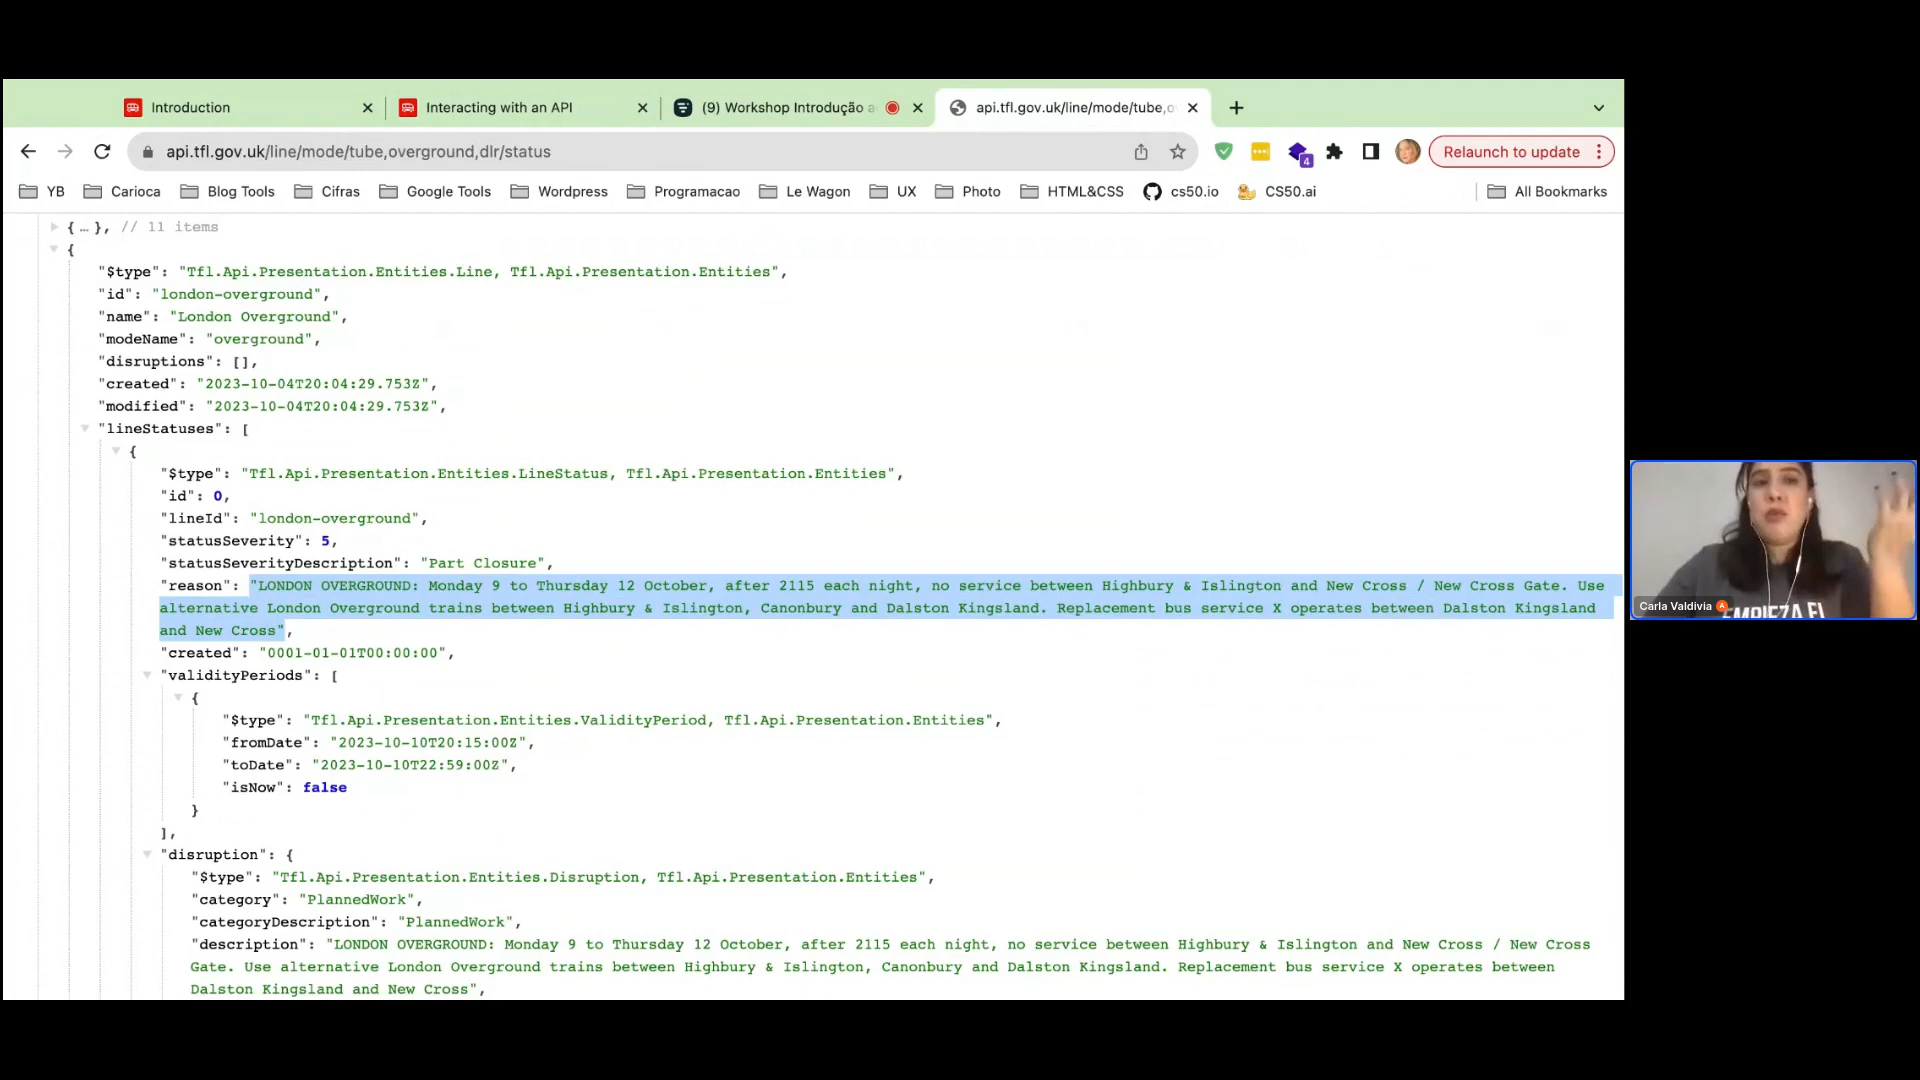 Introduction
Interacting with an API
(9) Workshop Introdução a
api.tfl.gov.uk/line/mode/tube,o
api.tfl.gov.uk/line/mode/tube,overground,dlr/status
4
Relaunch to update
YB
Carioca
Blog Tools
Cifras
Google Tools
Wordpress
Programacao
Le Wagon
UX
Photo
HTML&CSS
cs50.io
CS50.ai
All Bookmarks
{ … }, // 11 items
{
"$type": "Tfl.Api.Presentation.Entities.Line, Tfl.Api.Presentation.Entities",
"id": "london-overground",
"name": "London Overground",
"modeName": "overground",
"disruptions": [],
"created": "2023-10-04T20:04:29.753Z",
"modified": "2023-10-04T20:04:29.753Z",
"lineStatuses": [
{
"$type": "Tfl.Api.Presentation.Entities.LineStatus, Tfl.Api.Presentation.Entities",
"id": 0,
"lineId": "london-overground",
"statusSeverity": 5,
"statusSeverityDescription": "Part Closure",
"reason": "LONDON OVERGROUND: Monday 9 to Thursday 12 October, after 2115 each night, no service between Highbury & Islington and New Cross / New Cross Gate. Use
alternative London Overground trains between Highbury & Islington, Canonbury and Dalston Kingsland. Replacement bus service X operates between Dalston Kingsland
and New Cross",
"created": "0001-01-01T00:00:00",
"validityPeriods": [
{
"$type": "Tfl.Api.Presentation.Entities.ValidityPeriod, Tfl.Api.Presentation.Entities",
"fromDate": "2023-10-10T20:15:00Z",
"toDate": "2023-10-10T22:59:00Z",
"isNow": false
}
],
"disruption": {
"$type": "Tfl.Api.Presentation.Entities.Disruption, Tfl.Api.Presentation.Entities",
"category": "PlannedWork",
"categoryDescription": "PlannedWork",
"description": "LONDON OVERGROUND: Monday 9 to Thursday 12 October, after 2115 each night, no service between Highbury & Islington and New Cross / New Cross
Gate. Use alternative London Overground trains between Highbury & Islington, Canonbury and Dalston Kingsland. Replacement bus service X operates between
Dalston Kingsland and New Cross",
Carla Valdivia
EMPIEZA EL